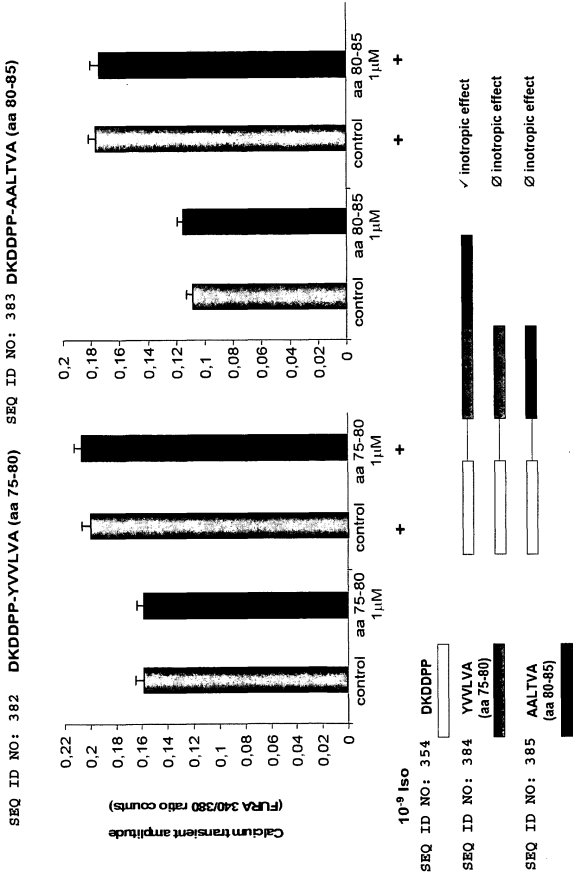 SEQ ID NO: 382 DKDDPP-YVVLVA (aa 75-80)
SEQ ID NO: 383 DKDDPP-AALTVA (aa 80-85)
Calcium transient amplitude
(FURA 340/380 ratio counts)
0,22
0,2
0,18
0,16
0,14
0,12
0,1
0,08
0,06
0,04
0,02
0
control
aa 75-80
1µM
control
aa 75-80
1µM
0,2
0,18
0,16
0,14
0,12
0,1
0,08
0,06
0,04
0,02
0
control
aa 80-85
1µM
control
aa 80-85
1µM
10⁻⁹ Iso
+
+
+
+
SEQ ID NO: 354 DKDDPP
SEQ ID NO: 384 YVVLVA
(aa 75-80)
SEQ ID NO: 385 AALTVA
(aa 80-85)
✓ inotropic effect
Ø inotropic effect
Ø inotropic effect